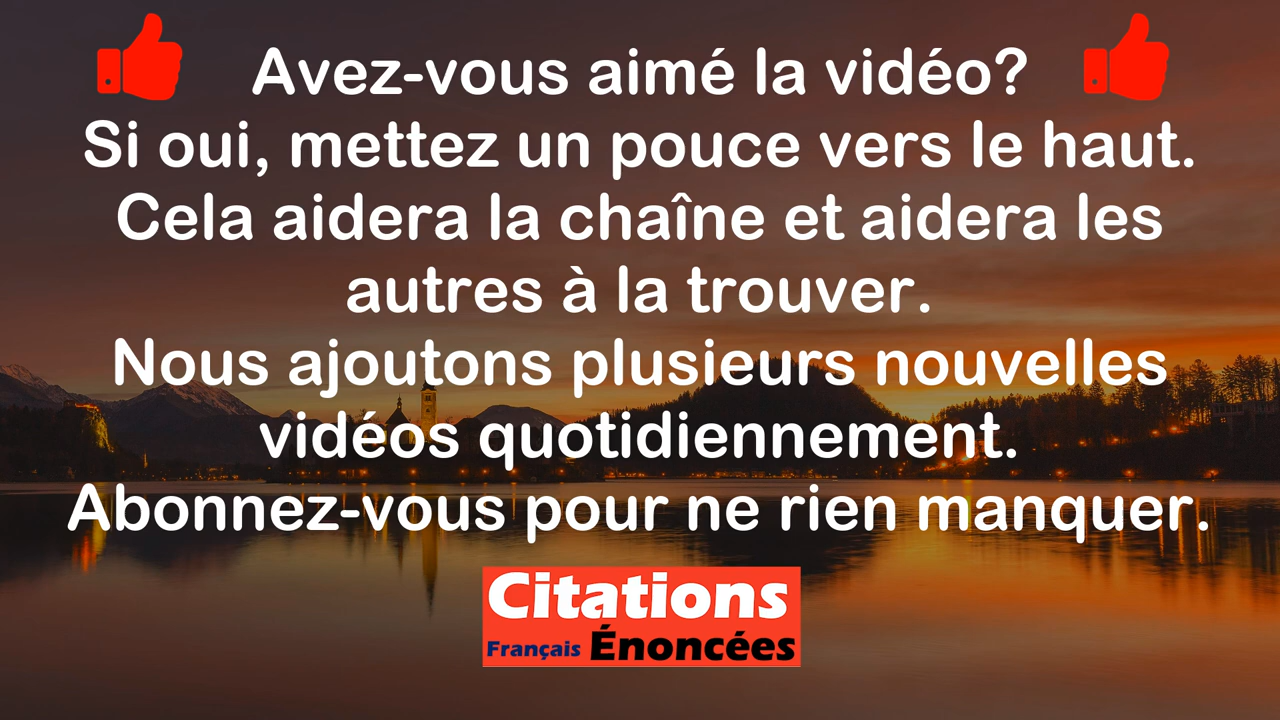 Avez-vous aimé la vidéo?
Si oui, mettez un pouce vers le haut.
Cela aidera la chaîne et aidera les
autres à la trouver.
Nous ajoutons plusieurs nouvelles
vidéos quotidiennement.
Abonnez-vous pour ne rien manquer.
Citations
Français Énoncées